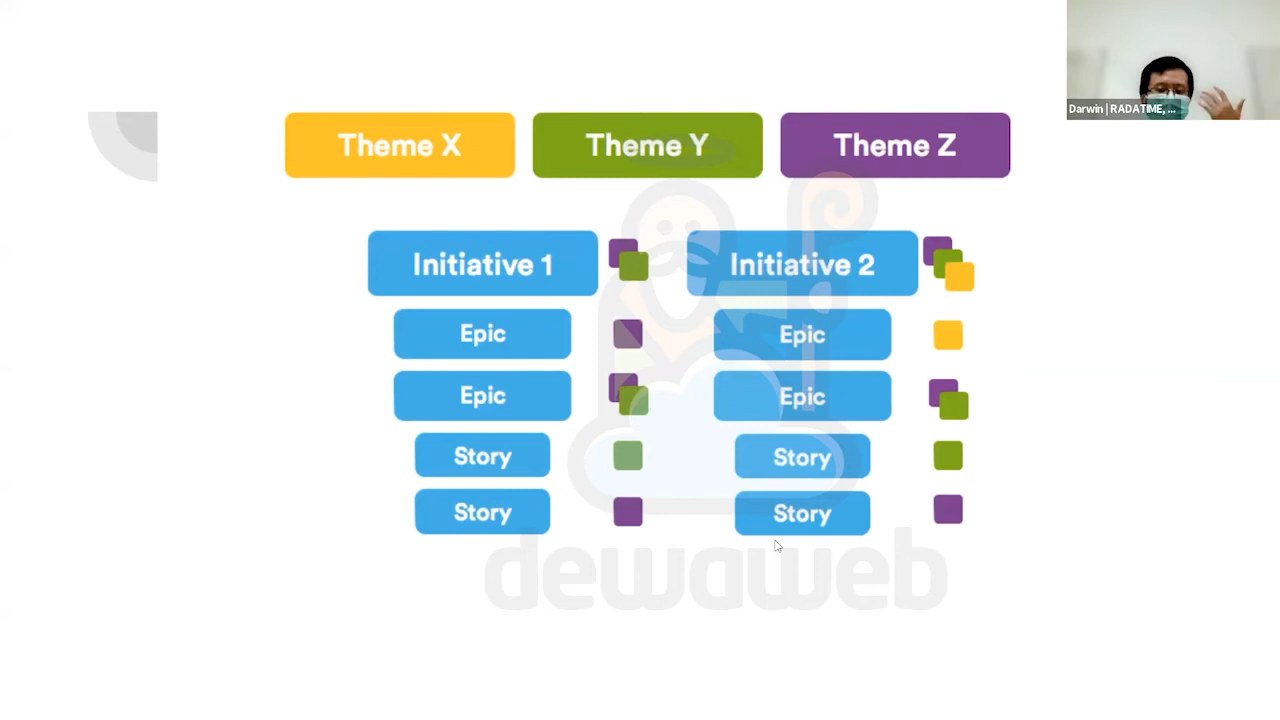 Darwin | RADATIME, ...
Theme X
Theme Y
Theme Z
Initiative 1
Initiative 2
Epic
Epic
Epic
Epic
Story
Story
Story
Story
dewaweb